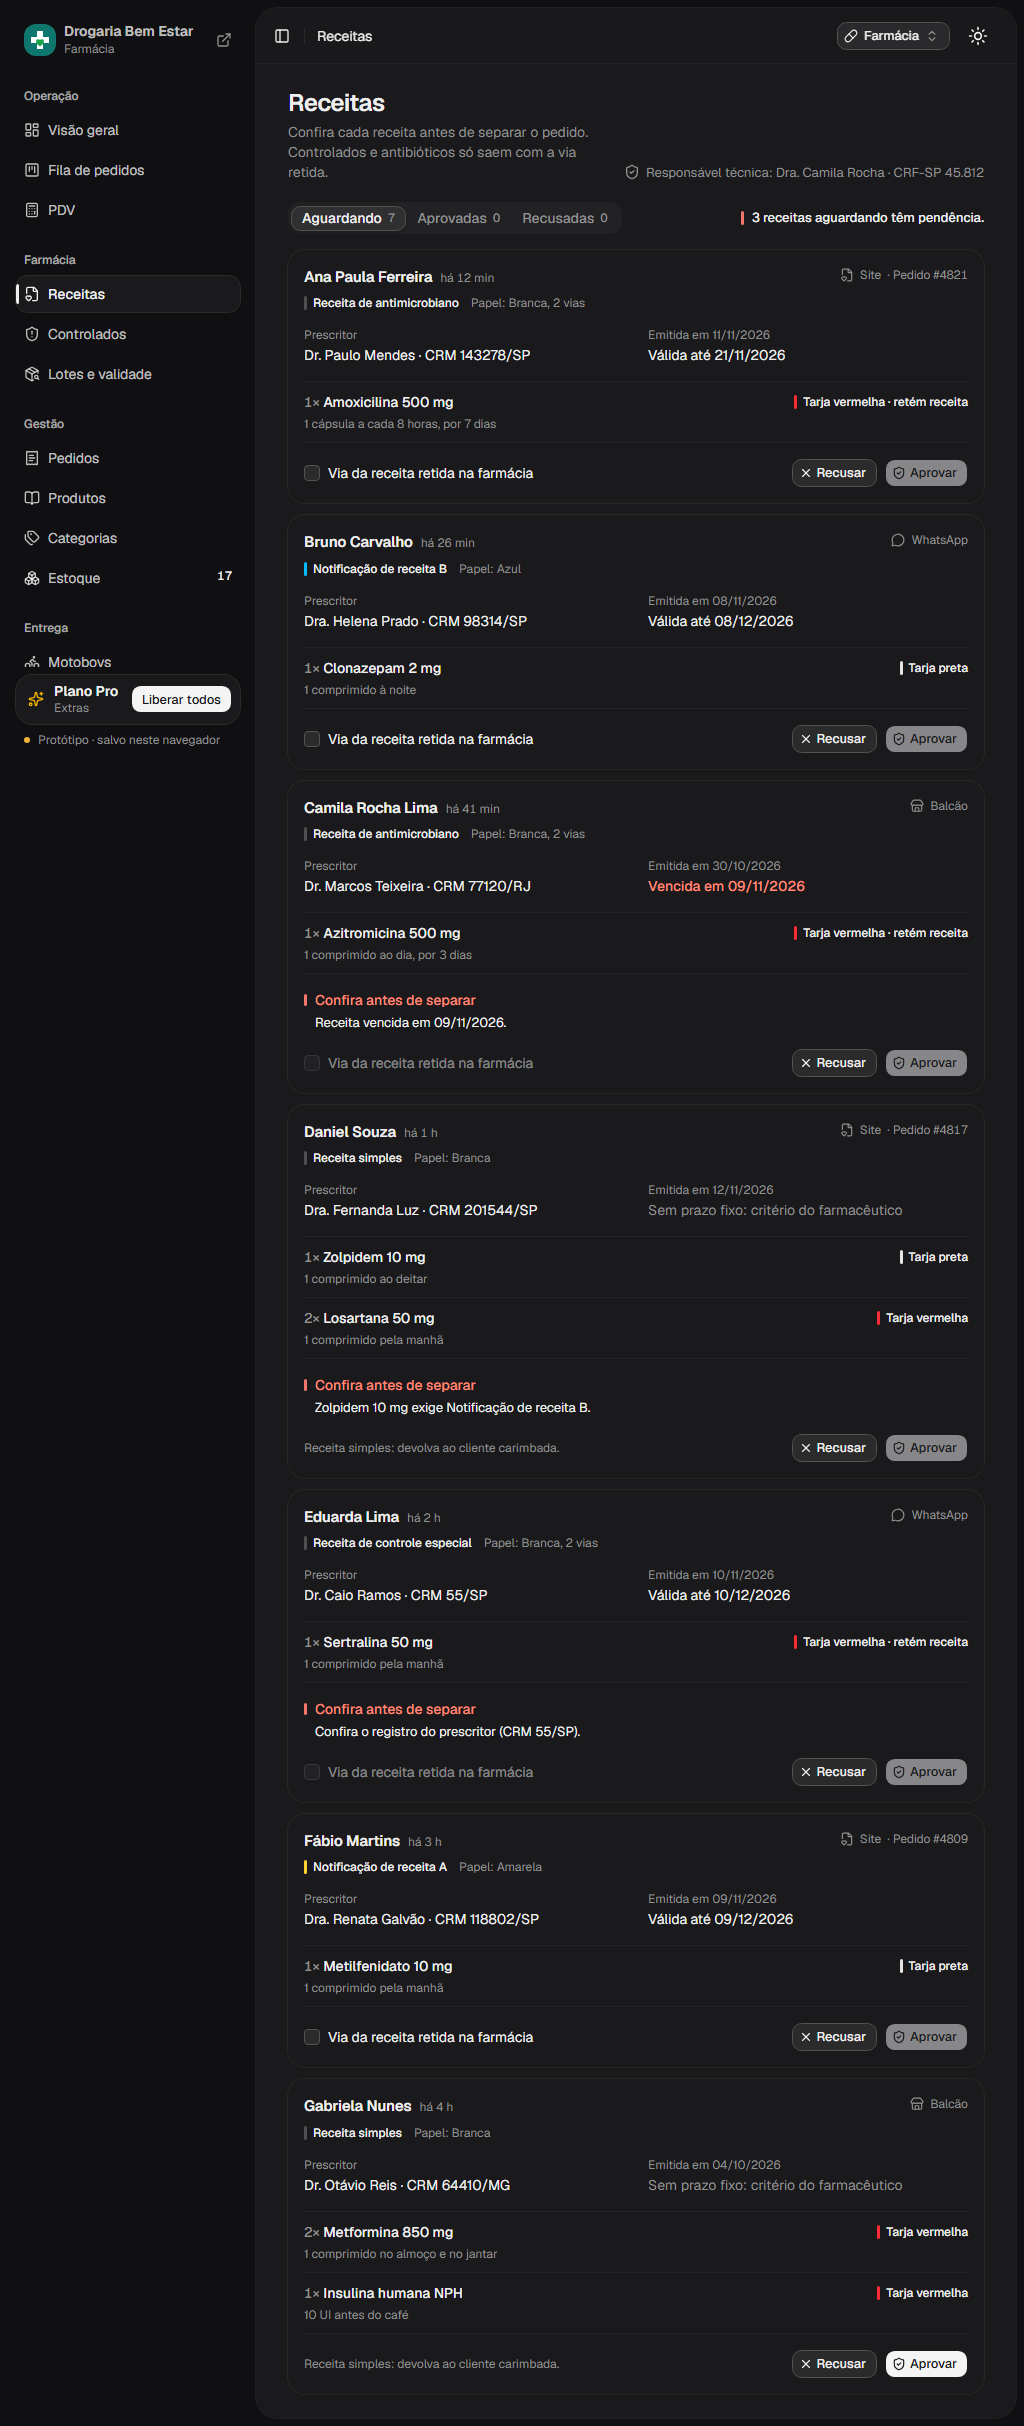 Drogaria Bem Estar
Farmácia
Operação
Visão geral
Fila de pedidos
PDV
Farmácia
Receitas
Controlados
Lotes e validade
Gestão
Pedidos
Produtos
Categorias
Estoque 17
Entrega
Motoboys
Plano Pro
Extras
Liberar todos
Protótipo · salvo neste navegador
Receitas
Farmácia
Receitas
Confira cada receita antes de separar o pedido.
Controlados e antibióticos só saem com a via
retida.
Responsável técnica: Dra. Camila Rocha · CRF-SP 45.812
Aguardando 7 Aprovadas 0 Recusadas 0
3 receitas aguardando têm pendência.
Ana Paula Ferreira há 12 min
Site · Pedido #4821
Receita de antimicrobiano Papel: Branca, 2 vias
Prescritor
Emitida em 11/11/2026
Dr. Paulo Mendes · CRM 143278/SP
Válida até 21/11/2026
1× Amoxicilina 500 mg
Tarja vermelha · retém receita
1 cápsula a cada 8 horas, por 7 dias
Via da receita retida na farmácia
Recusar
Aprovar
Bruno Carvalho há 26 min
WhatsApp
Notificação de receita B Papel: Azul
Prescritor
Emitida em 08/11/2026
Dra. Helena Prado · CRM 98314/SP
Válida até 08/12/2026
1× Clonazepam 2 mg
Tarja preta
1 comprimido à noite
Via da receita retida na farmácia
Recusar
Aprovar
Camila Rocha Lima há 41 min
Balcão
Receita de antimicrobiano Papel: Branca, 2 vias
Prescritor
Emitida em 30/10/2026
Dr. Marcos Teixeira · CRM 77120/RJ
Vencida em 09/11/2026
1× Azitromicina 500 mg
Tarja vermelha · retém receita
1 comprimido ao dia, por 3 dias
Confira antes de separar
Receita vencida em 09/11/2026.
Via da receita retida na farmácia
Recusar
Aprovar
Daniel Souza há 1 h
Site · Pedido #4817
Receita simples Papel: Branca
Prescritor
Emitida em 12/11/2026
Dra. Fernanda Luz · CRM 201544/SP
Sem prazo fixo: critério do farmacêutico
1× Zolpidem 10 mg
Tarja preta
1 comprimido ao deitar
2× Losartana 50 mg
Tarja vermelha
1 comprimido pela manhã
Confira antes de separar
Zolpidem 10 mg exige Notificação de receita B.
Receita simples: devolva ao cliente carimbada.
Recusar
Aprovar
Eduarda Lima há 2 h
WhatsApp
Receita de controle especial Papel: Branca, 2 vias
Prescritor
Emitida em 10/11/2026
Dr. Caio Ramos · CRM 55/SP
Válida até 10/12/2026
1× Sertralina 50 mg
Tarja vermelha · retém receita
1 comprimido pela manhã
Confira antes de separar
Confira o registro do prescritor (CRM 55/SP).
Via da receita retida na farmácia
Recusar
Aprovar
Fábio Martins há 3 h
Site · Pedido #4809
Notificação de receita A Papel: Amarela
Prescritor
Emitida em 09/11/2026
Dra. Renata Galvão · CRM 118802/SP
Válida até 09/12/2026
1× Metilfenidato 10 mg
Tarja preta
1 comprimido pela manhã
Via da receita retida na farmácia
Recusar
Aprovar
Gabriela Nunes há 4 h
Balcão
Receita simples Papel: Branca
Prescritor
Emitida em 04/10/2026
Dr. Otávio Reis · CRM 64410/MG
Sem prazo fixo: critério do farmacêutico
2× Metformina 850 mg
Tarja vermelha
1 comprimido no almoço e no jantar
1× Insulina humana NPH
Tarja vermelha
10 UI antes do café
Receita simples: devolva ao cliente carimbada.
Recusar
Aprovar